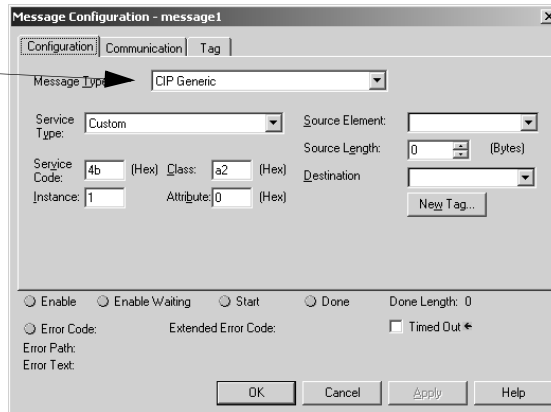 Message Configuration - message1
Configuration Communication Tag
Message Typ CIP Generic
Service Type: Custom
Source Element:
Source Length: 0 (Bytes)
Service Code: 4b (Hex) Class: a2 (Hex)
Destination
Instance: 1 Attribute: 0 (Hex)
New Tag...
Enable Enable Waiting Start Done Done Length: 0
Error Code: Extended Error Code: Timed Out
Error Path:
Error Text:
OK Cancel Apply Help